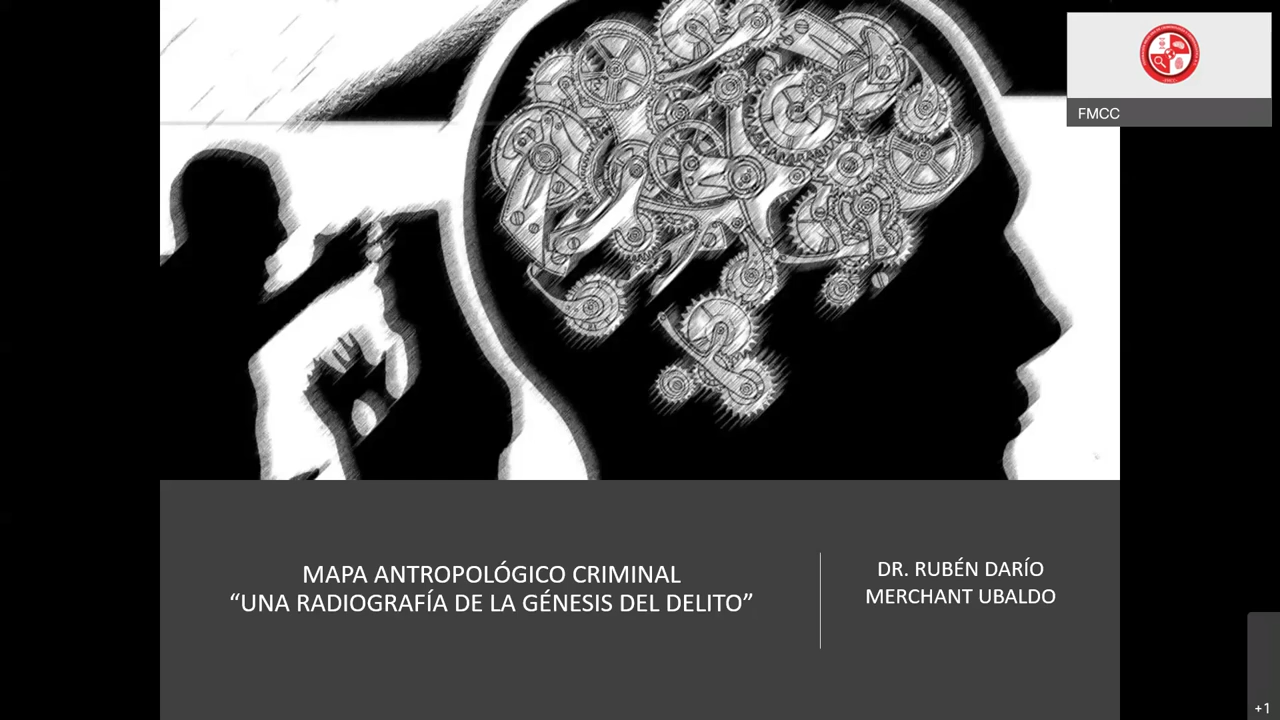 FMCC
MAPA ANTROPOLÓGICO CRIMINAL
“UNA RADIOGRAFÍA DE LA GÉNESIS DEL DELITO”
DR. RUBÉN DARÍO
MERCHANT UBALDO
+1